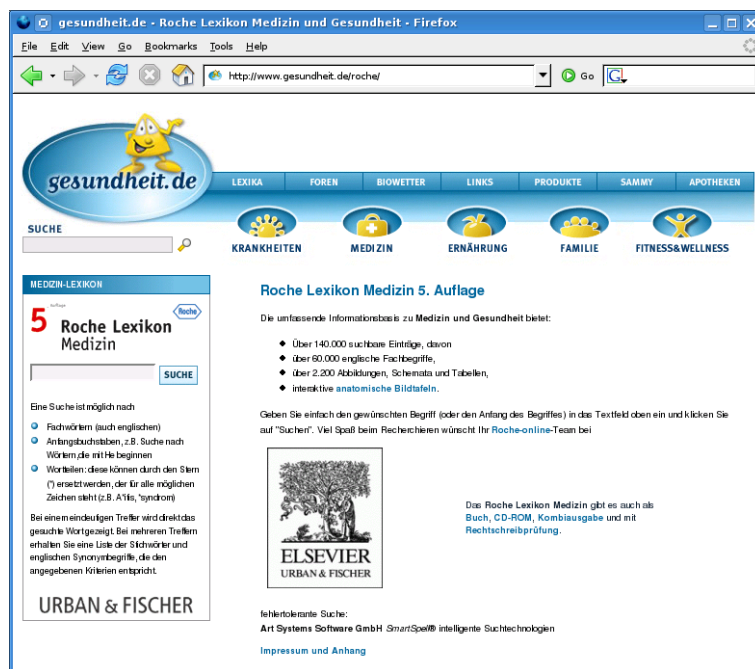 gesundheit.de - Roche Lexikon Medizin und Gesundheit - Firefox
File Edit View Go Bookmarks Tools Help
http://www.gesundheit.de/roche/
Go
G
gesundheit.de
LEXIKA FOREN BIOWETTER LINKS PRODUKTE SAMMY APOTHEKEN
SUCHE
KRANKHEITEN MEDIZIN ERNÄHRUNG FAMILIE FITNESS&WELLNESS
MEDIZIN-LEXIKON
5 Auflage
Roche
Roche Lexikon
Medizin
SUCHE
Eine Suche ist möglich nach
Fachwörtern (auch englischen)
Anfangsbuchstaben, z.B. Suche nach
Wörtern, die mit He beginnen
Wortteilen: diese können durch den Stern
(*) ersetzt werden, der für alle möglichen
Zeichen steht (z.B. A*itis, *syndrom)
Bei einem eindeutigen Treffer wird direkt das
gesuchte Wort gezeigt. Bei mehreren Treffern
erhalten Sie eine Liste der Stichwörter und
englischen Synonymbegriffe, die den
angegebenen Kriterien entspricht.
URBAN & FISCHER
Roche Lexikon Medizin 5. Auflage
Die umfassende Informationsbasis zu Medizin und Gesundheit bietet:
Über 140.000 suchbare Einträge, davon
über 60.000 englische Fachbegriffe,
über 2.200 Abbildungen, Schemata und Tabellen,
interaktive anatomische Bildtafeln.
Geben Sie einfach den gewünschten Begriff (oder den Anfang des Begriffes) in das Textfeld oben ein und klicken Sie
auf "Suchen". Viel Spaß beim Recherchieren wünscht Ihr Roche-online-Team bei
ELSEVIER
URBAN & FISCHER
Das Roche Lexikon Medizin gibt es auch als
Buch, CD-ROM, Kombiausgabe und mit
Rechtschreibprüfung.
fehlertolerante Suche:
Art Systems Software GmbH SmartSpell® intelligente Suchtechnologien
Impressum und Anhang